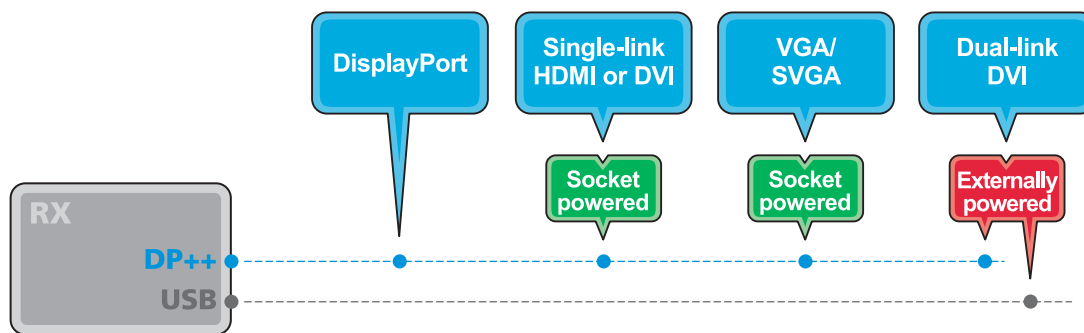 DisplayPort
Single-link
HDMI or DVI
VGA/
SVGA
Dual-link
DVI
Socket
powered
Socket
powered
Externally
powered
RX
DP++
USB